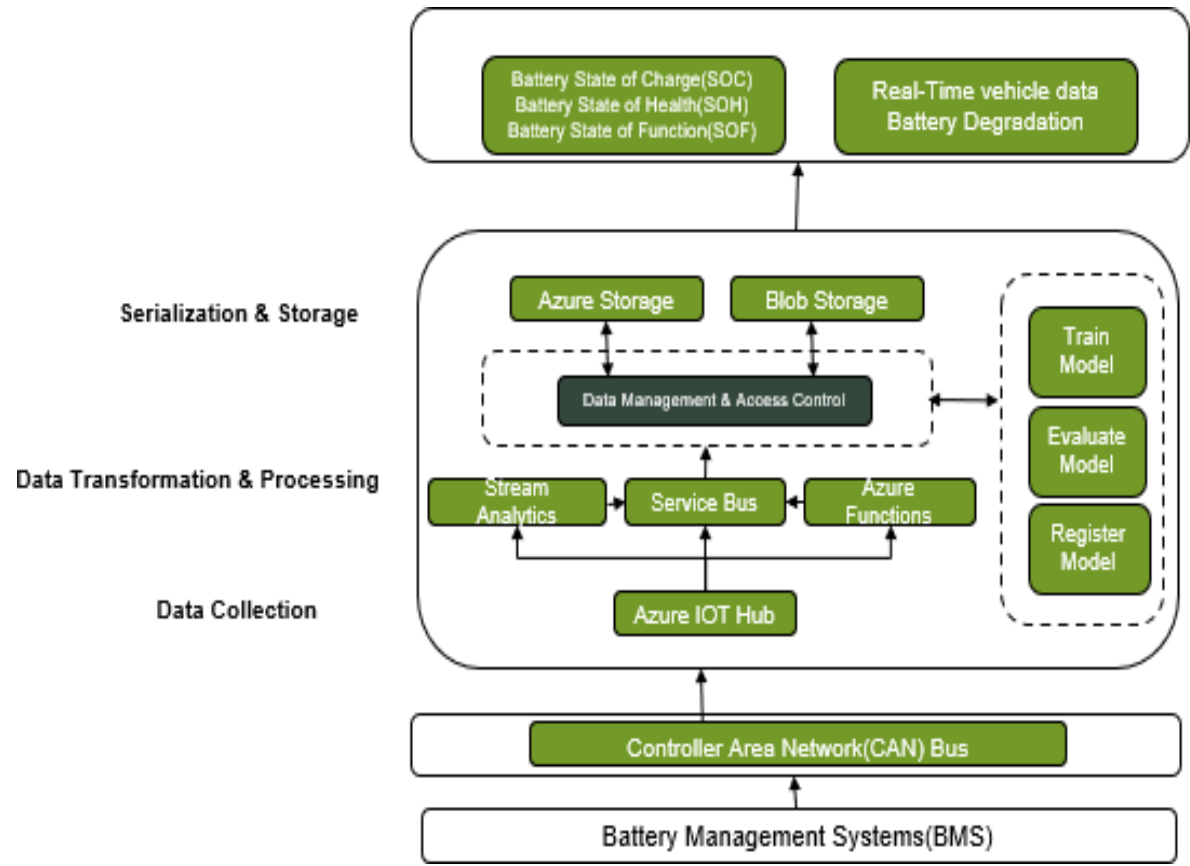 Battery State of Charge(SOC)
Battery State of Health(SOH)
Battery State of Function(SOF)
Real-Time vehicle data
Battery Degradation
Serialization & Storage
Azure Storage
Blob Storage
Data Management & Access Control
Train
Model
Evaluate
Model
Register
Model
Data Transformation & Processing
Stream
Analytics
Service Bus
Azure
Functions
Data Collection
Azure IOT Hub
Controller Area Network(CAN) Bus
Battery Management Systems(BMS)